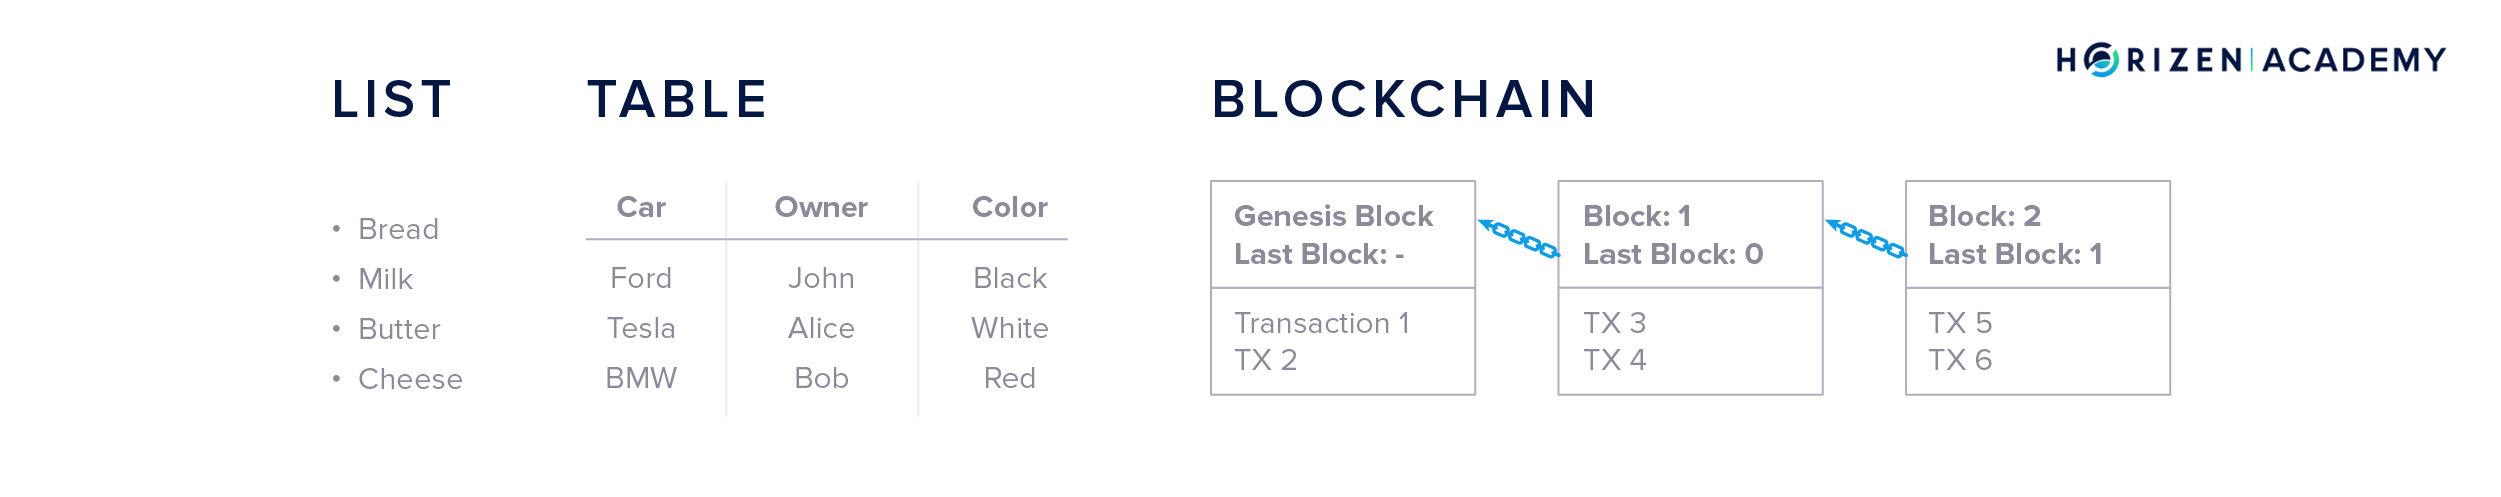 HORIZEN | ACADEMY
LIST
• Bread
• Milk
• Butter
• Cheese
TABLE
Car Owner Color
Ford John Black
Tesla Alice White
BMW Bob Red
BLOCKCHAIN
Genesis Block
Last Block: -
Transaction 1
TX 2
Block: 1
Last Block: 0
TX 3
TX 4
Block: 2
Last Block: 1
TX 5
TX 6